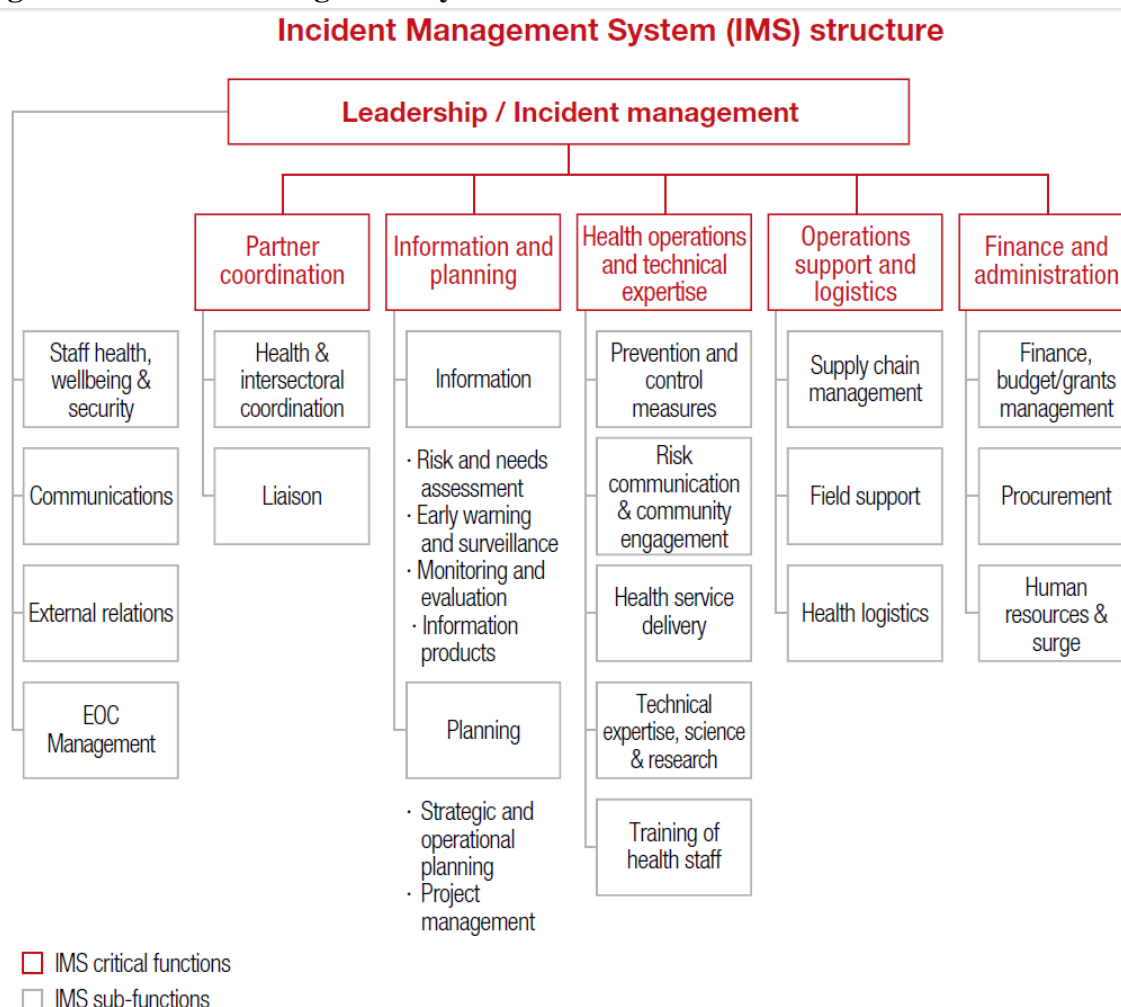 Incident Management System (IMS) structure
Leadership / Incident management
Partner
coordination
Information and
planning
Health operations
and technical
expertise
Operations
support and
logistics
Finance and
administration
Staff health,
wellbeing &
security
Communications
External relations
EOC
Management
Health &
intersectoral
coordination
Liaison
Information
· Risk and needs
assessment
· Early warning
and surveillance
· Monitoring and
evaluation
· Information
products
Planning
· Strategic and
operational
planning
· Project
management
Prevention and
control
measures
Risk
communication
& community
engagement
Health service
delivery
Technical
expertise, science
& research
Training of
health staff
Supply chain
management
Field support
Health logistics
Finance,
budget/grants
management
Procurement
Human
resources &
surge
IMS critical functions
IMS sub-functions